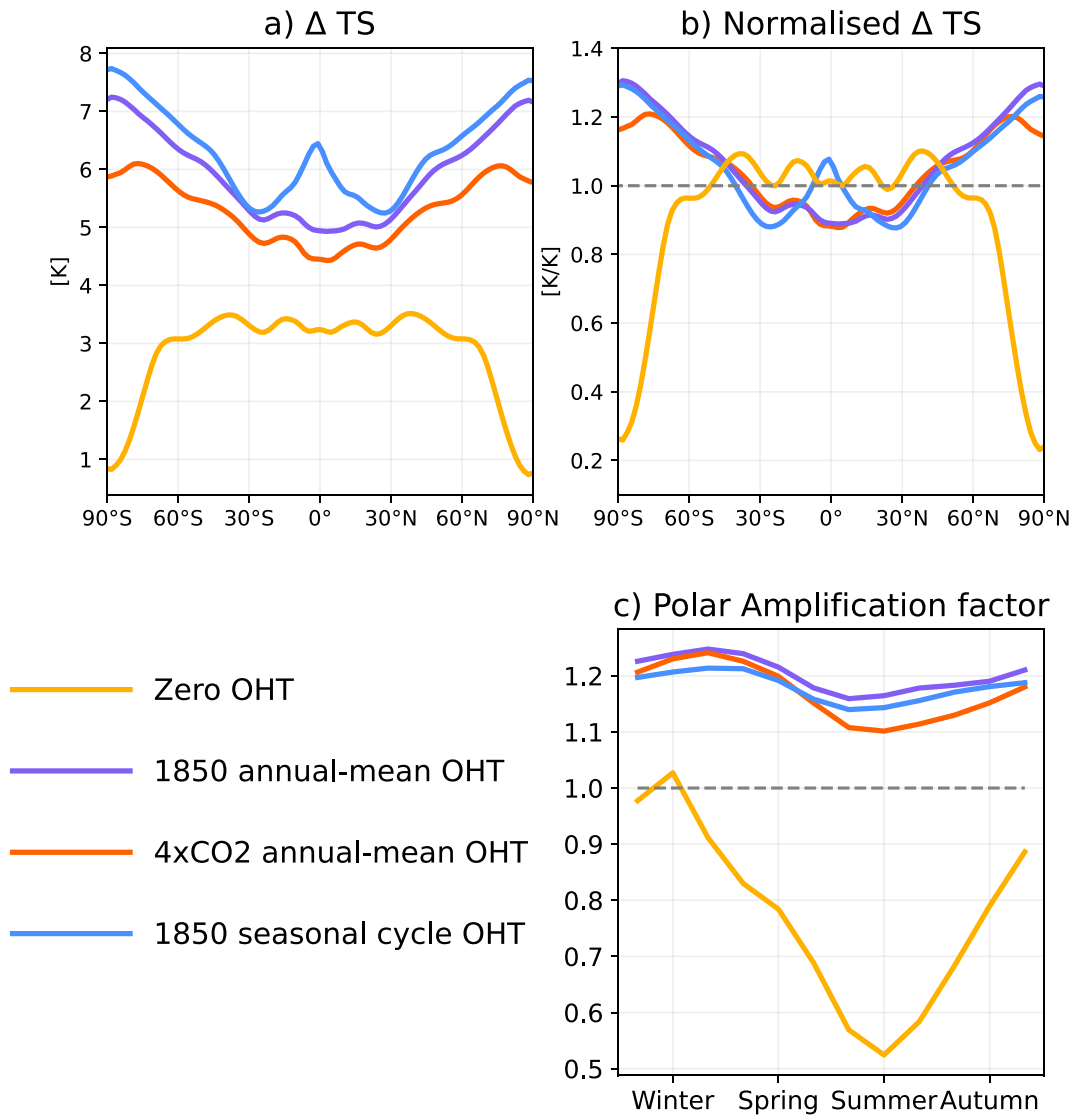 a) Δ TS
[K]
8
7
6
5
4
3
2
1
90°S 60°S 30°S 0° 30°N 60°N 90°N
b) Normalised Δ TS
[K/K]
1.4
1.2
1.0
0.8
0.6
0.4
0.2
90°S 60°S 30°S 0° 30°N 60°N 90°N
Zero OHT
1850 annual-mean OHT
4xCO2 annual-mean OHT
1850 seasonal cycle OHT
c) Polar Amplification factor
1.2
1.1
1.0
0.9
0.8
0.7
0.6
0.5
Winter Spring Summer Autumn